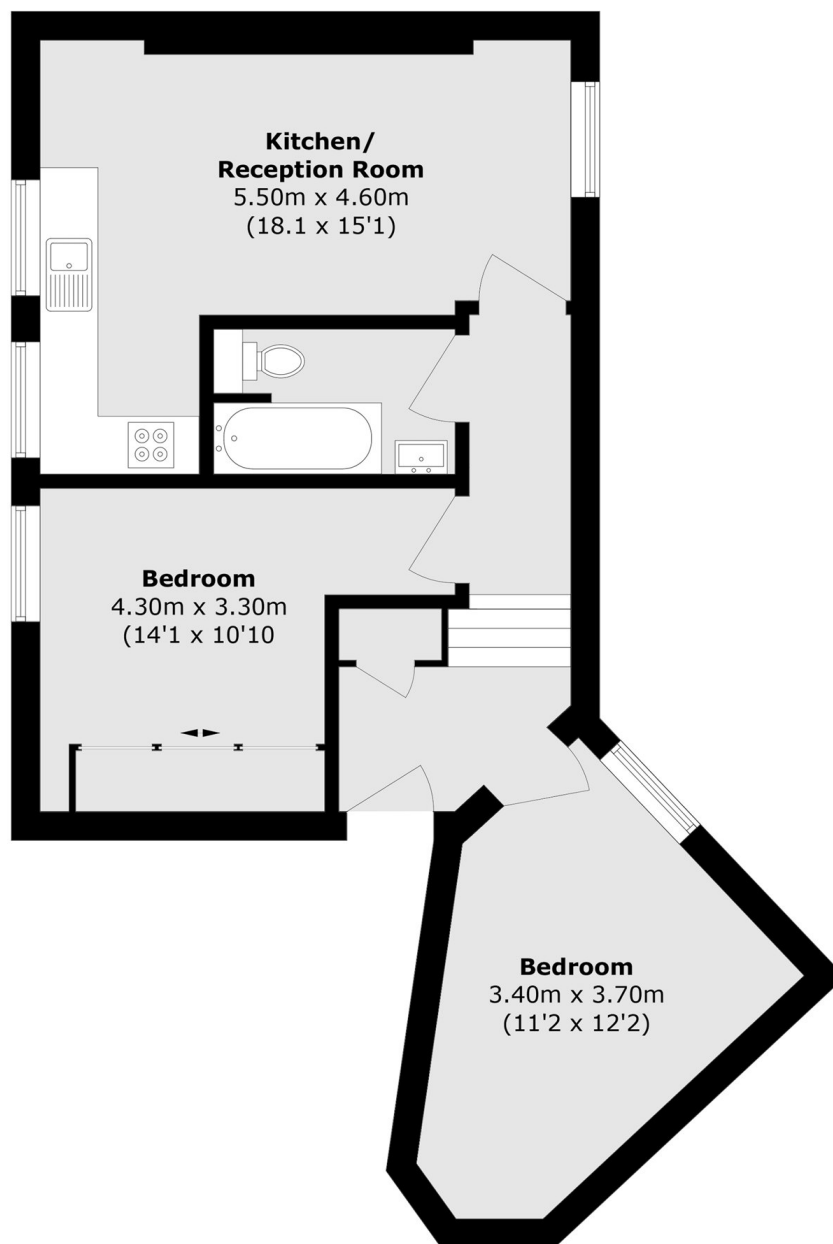 Kitchen/
Reception Room
5.50m x 4.60m
(18.1 x 15'1)
Bedroom
4.30m x 3.30m
(14'1 x 10'10
Bedroom
3.40m x 3.70m
(11'2 x 12'2)